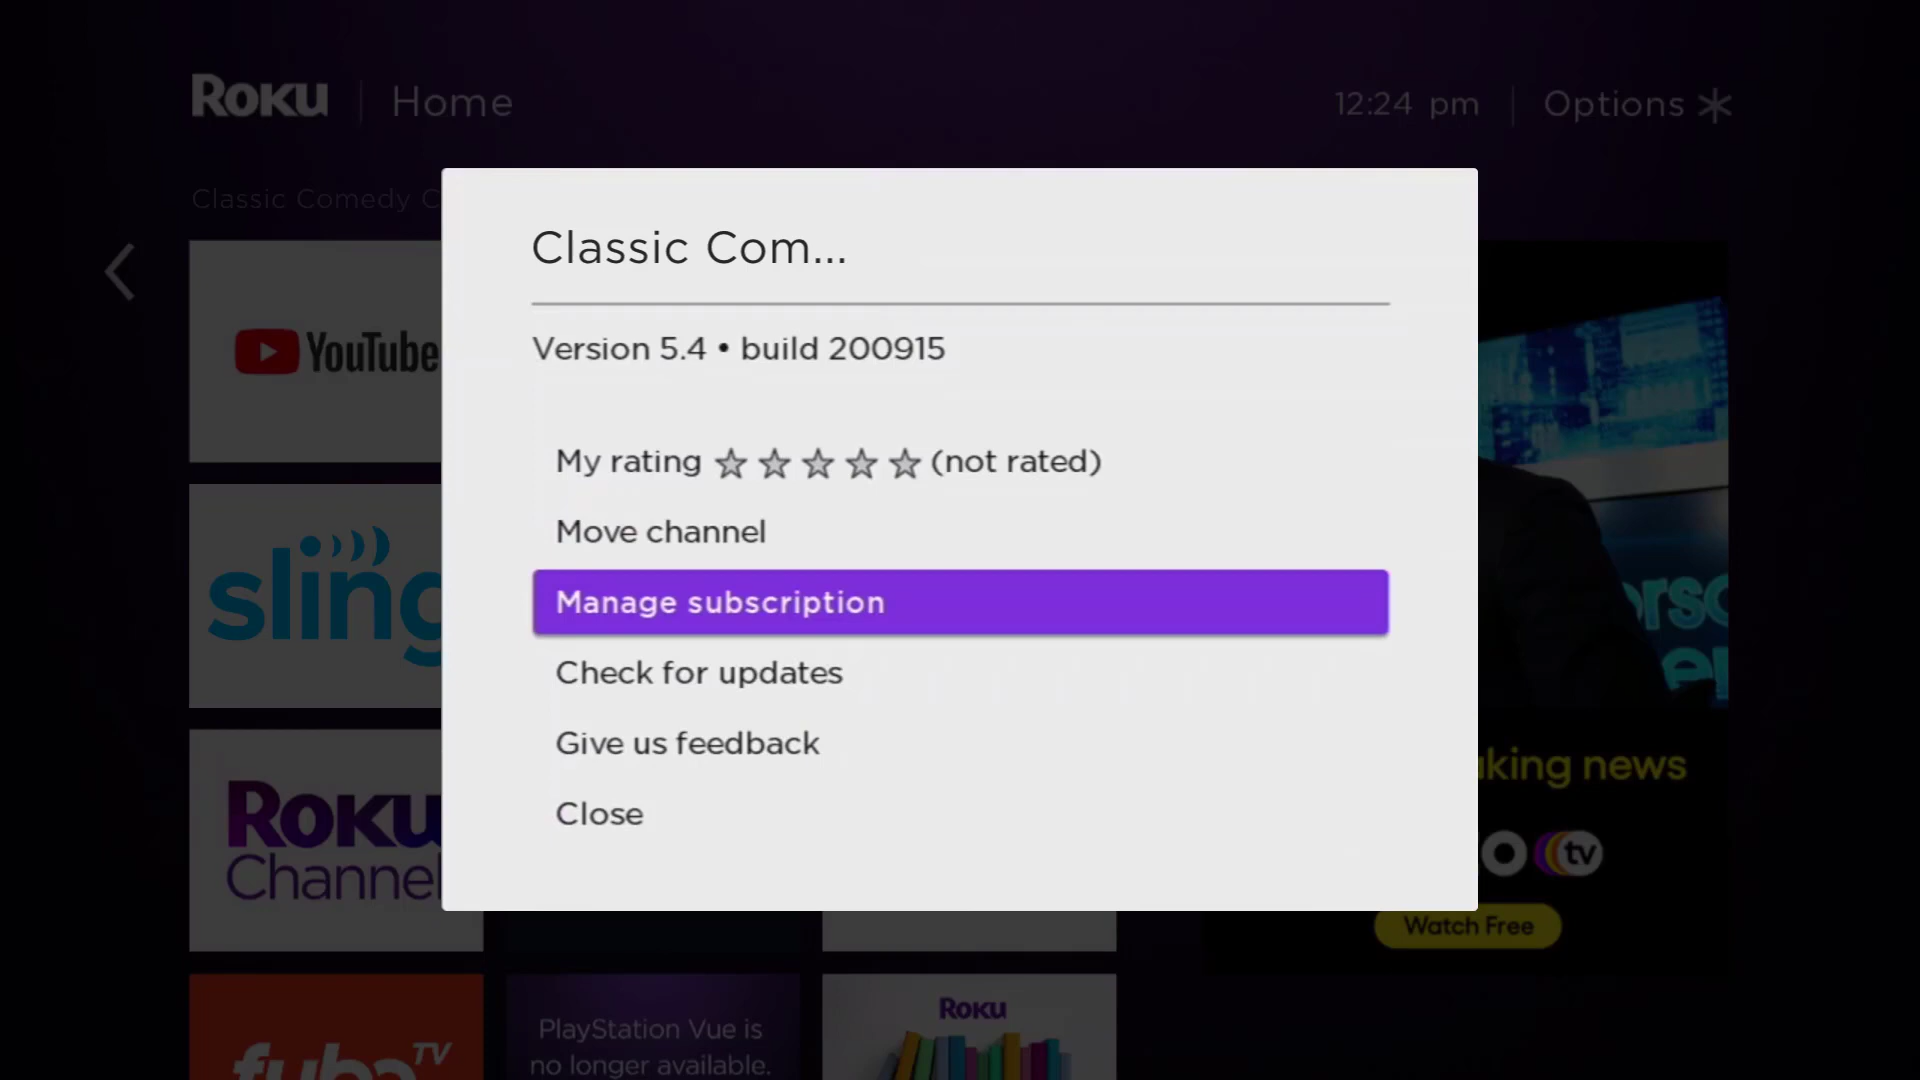 Roku | Home
12:24 pm | Options
Classic Comedy C
Classic Com...
Version 5.4 • build 200915
My rating ☆ ☆ ☆ ☆ ☆ (not rated)
Move channel
Manage subscription
Check for updates
Give us feedback
Close
YouTube
sling
Roku
Channel
fubo TV
PlayStation Vue is
no longer available.
Roku
king news
tv
Watch Free